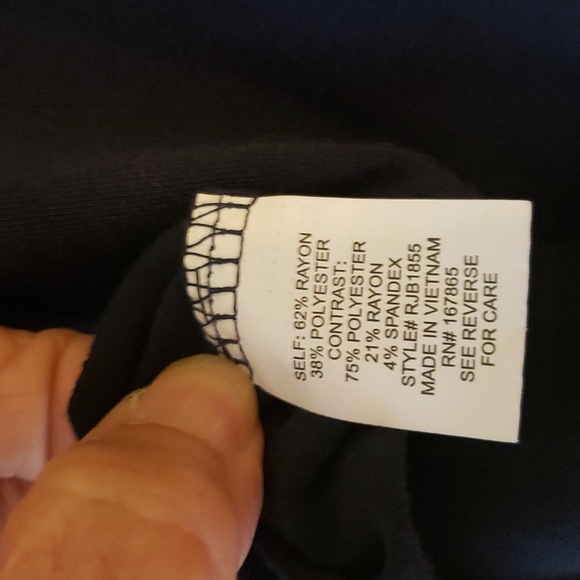 SELF: 62% RAYON
38% POLYESTER
CONTRAST:
75% POLYESTER
21% RAYON
4% SPANDEX
STYLE# RJB1855
MADE IN VIETNAM
RN# 167865
SEE REVERSE
FOR CARE